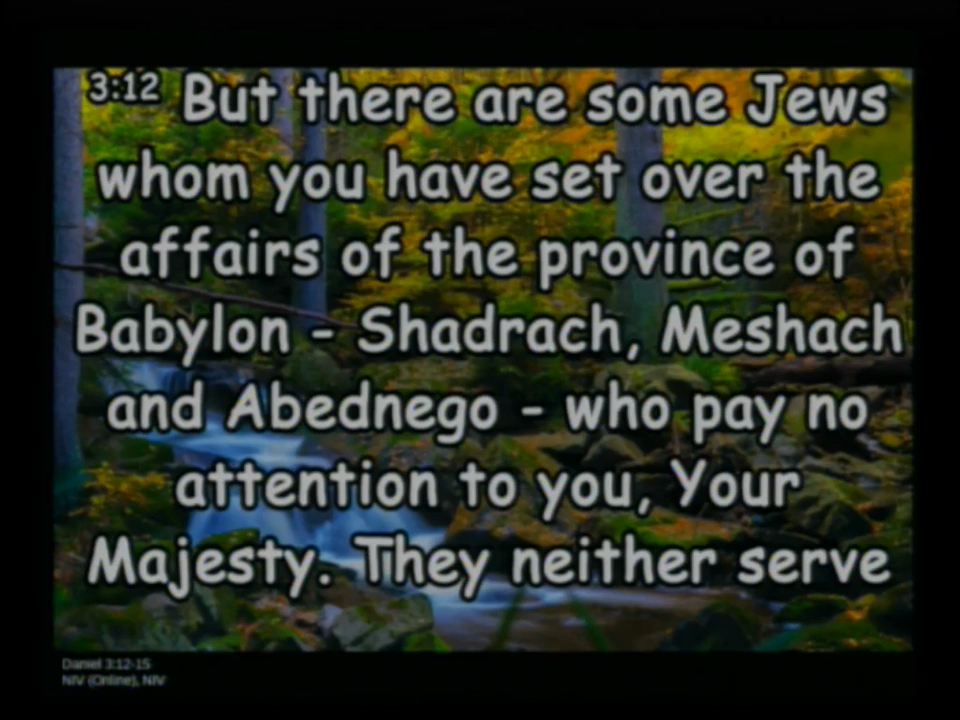 3:12 But there are some Jews
whom you have set over the
affairs of the province of
Babylon - Shadrach, Meshach
and Abednego - who pay no
attention to you, Your
Majesty. They neither serve
Daniel 3:12-15
NIV (Online), NIV